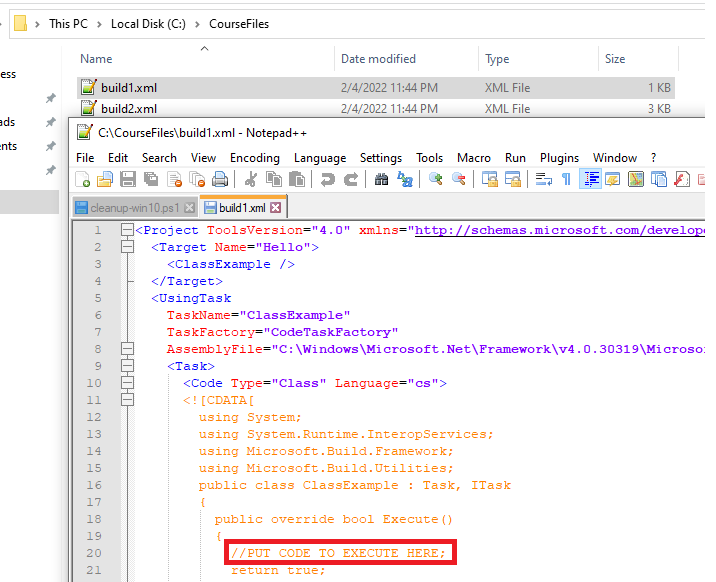 This PC > Local Disk (C:) > CourseFiles
Name Date modified Type Size
ess
build1.xml 2/4/2022 11:44 PM XML File 1 KB
build2.xml 2/4/2022 11:44 PM XML File 3 KB
ads
ents
C:\CourseFiles\build1.xml - Notepad++
File Edit Search View Encoding Language Settings Tools Macro Run Plugins Window ?
cleanup-win10.ps1 build1.xml
1 <Project ToolsVersion="4.0" xmlns="http://schemas.microsoft.com/develope
2 <Target Name="Hello">
3 <ClassExample />
4 </Target>
5 <UsingTask
6 TaskName="ClassExample"
7 TaskFactory="CodeTaskFactory"
8 AssemblyFile="C:\Windows\Microsoft.Net\Framework\v4.0.30319\Microso
9 <Task>
10 <Code Type="Class" Language="cs">
11 <![CDATA[
12 using System;
13 using System.Runtime.InteropServices;
14 using Microsoft.Build.Framework;
15 using Microsoft.Build.Utilities;
16 public class ClassExample : Task, ITask
17 {
18 public override bool Execute()
19 {
20 //PUT CODE TO EXECUTE HERE;
21 return true;